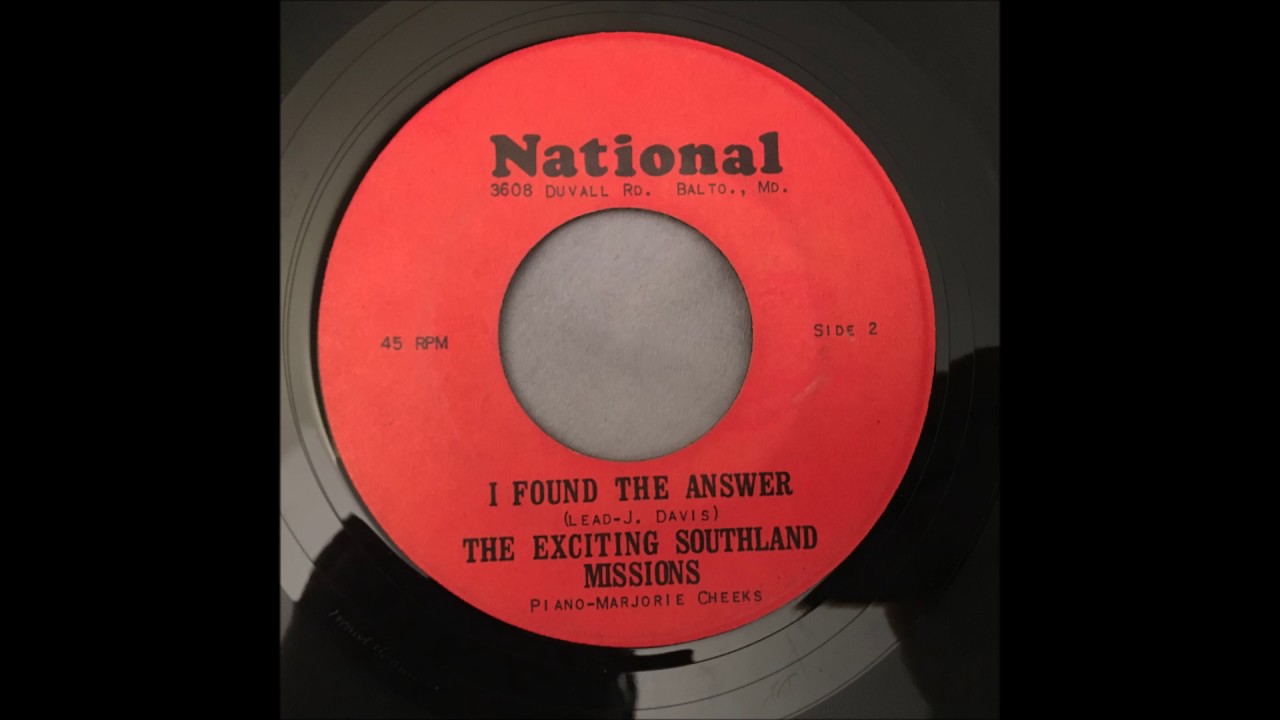 National
3608 DUVALL RD. BALTO., MD.
45 RPM
SIDE 2
I FOUND THE ANSWER
(LEAD-J. DAVIS)
THE EXCITING SOUTHLAND
MISSIONS
PIANO-MARJORIE CHEEKS